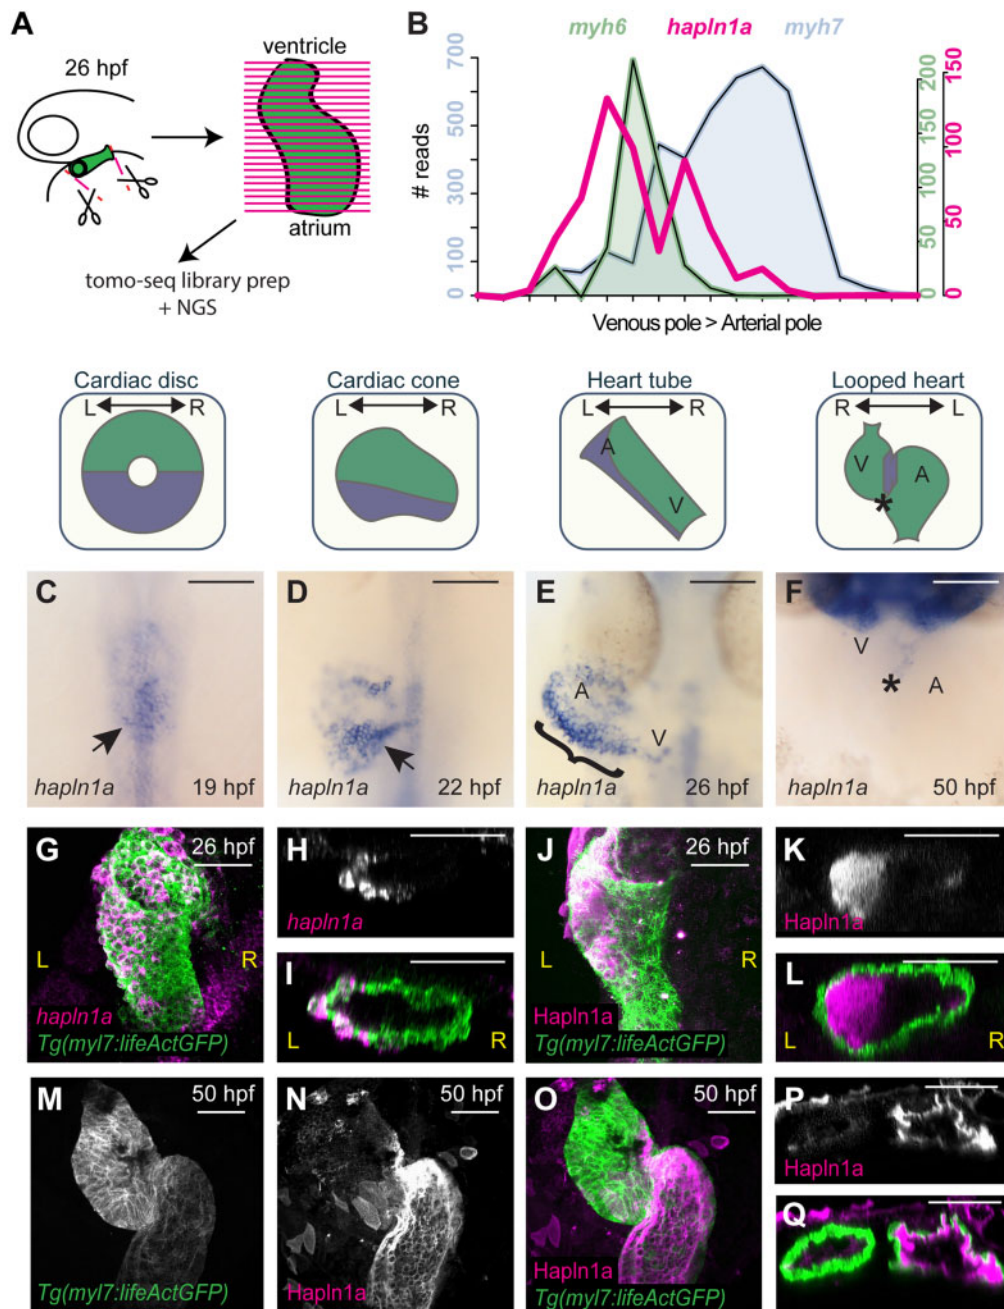 A
26 hpf
ventricle
atrium
tomo-seq library prep
+ NGS
B
myh6 hapln1a myh7
# reads
700
500
300
100
0
200
150
100
50
0
150
100
50
0
Venous pole > Arterial pole
Cardiac disc
L R
Cardiac cone
L R
Heart tube
L R
A
V
Looped heart
R L
V
A
*
C
hapln1a
19 hpf
D
hapln1a
22 hpf
E
A
V
hapln1a
26 hpf
F
V
*
A
hapln1a
50 hpf
G
26 hpf
L R
hapln1a
Tg(myl7:lifeActGFP)
H
hapln1a
I
L R
J
26 hpf
L R
Hapln1a
Tg(myl7:lifeActGFP)
K
Hapln1a
L
L R
M
50 hpf
Tg(myl7:lifeActGFP)
N
50 hpf
Hapln1a
O
50 hpf
Hapln1a
Tg(myl7:lifeActGFP)
P
Hapln1a
Q